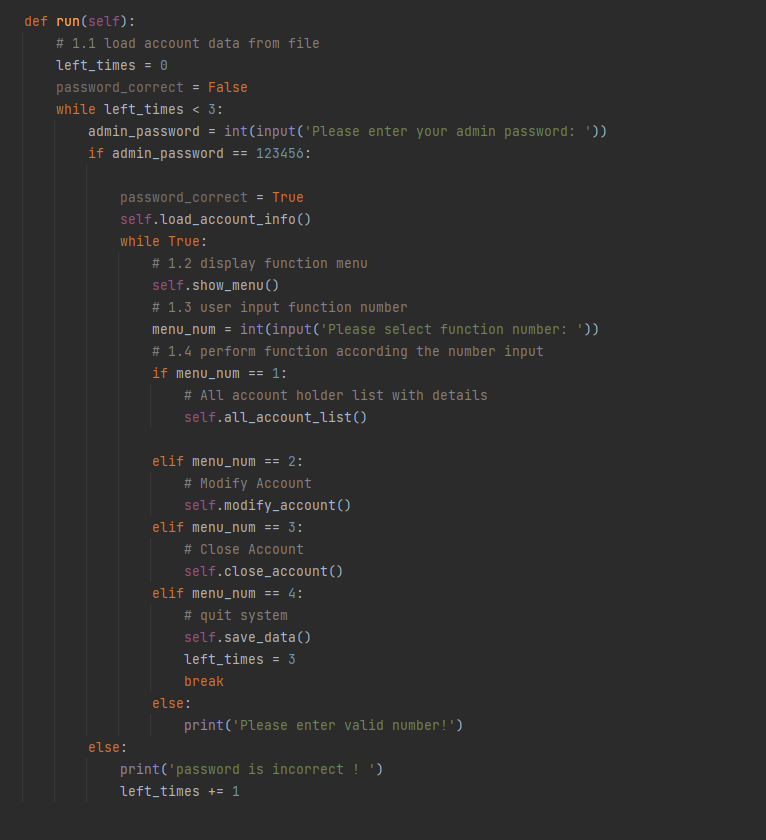 def run(self):
    # 1.1 load account data from file
    left_times = 0
    password_correct = False
    while left_times < 3:
        admin_password = int(input('Please enter your admin password: '))
        if admin_password == 123456:

            password_correct = True
            self.load_account_info()
            while True:
                # 1.2 display function menu
                self.show_menu()
                # 1.3 user input function number
                menu_num = int(input('Please select function number: '))
                # 1.4 perform function according the number input
                if menu_num == 1:
                    # All account holder list with details
                    self.all_account_list()

                elif menu_num == 2:
                    # Modify Account
                    self.modify_account()
                elif menu_num == 3:
                    # Close Account
                    self.close_account()
                elif menu_num == 4:
                    # quit system
                    self.save_data()
                    left_times = 3
                    break
                else:
                    print('Please enter valid number!')
        else:
            print('password is incorrect ! ')
            left_times += 1